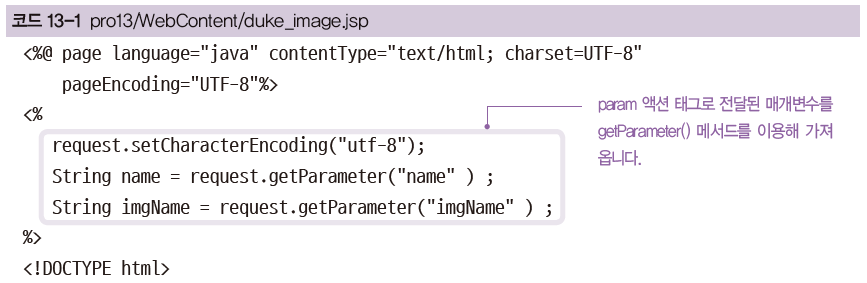 코드 13-1 pro13/WebContent/duke_image.jsp
<%@ page language="java" contentType="text/html; charset=UTF-8"
    pageEncoding="UTF-8"%>
<%
param 액션 태그로 전달된 매개변수를
getParameter() 메서드를 이용해 가져
옵니다.
   request.setCharacterEncoding("utf-8");
   String name = request.getParameter("name" ) ;
   String imgName = request.getParameter("imgName" ) ;
%>
<!DOCTYPE html>